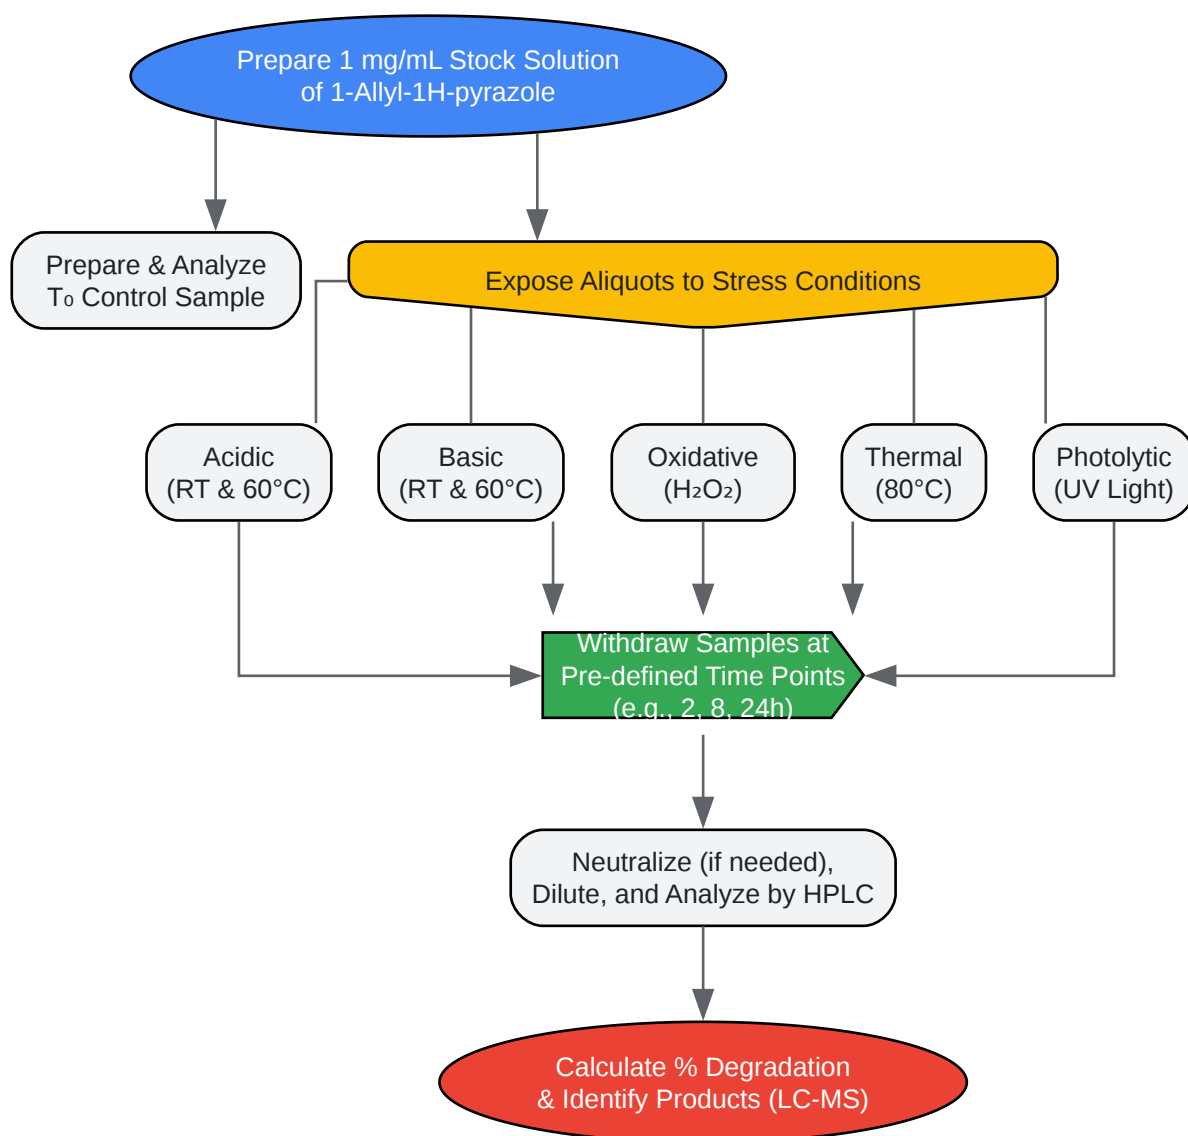 Prepare 1 mg/mL Stock Solution
of 1-Allyl-1H-pyrazole
Prepare & Analyze
T₀ Control Sample
Expose Aliquots to Stress Conditions
Acidic
(RT & 60°C)
Basic
(RT & 60°C)
Oxidative
(H₂O₂)
Thermal
(80°C)
Photolytic
(UV Light)
Withdraw Samples at
Pre-defined Time Points
(e.g., 2, 8, 24h)
Neutralize (if needed),
Dilute, and Analyze by HPLC
Calculate % Degradation
& Identify Products (LC-MS)